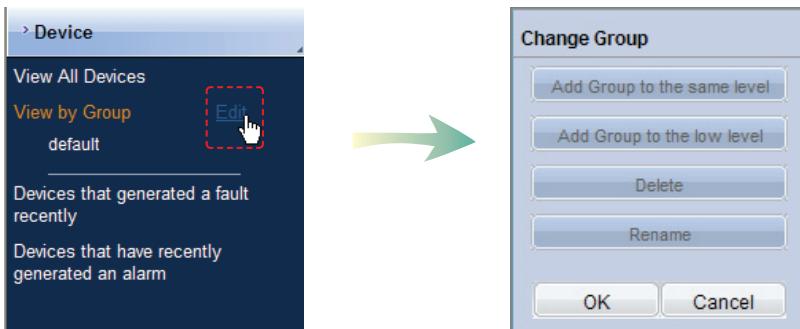 Device
View All Devices
View by Group Edit
default
Devices that generated a fault
recently
Devices that have recently
generated an alarm
Change Group
Add Group to the same level
Add Group to the low level
Delete
Rename
OK Cancel